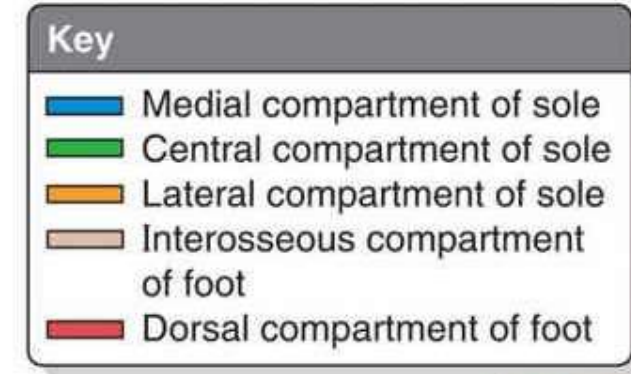 Key
Medial compartment of sole
Central compartment of sole
Lateral compartment of sole
Interosseous compartment
of foot
Dorsal compartment of foot